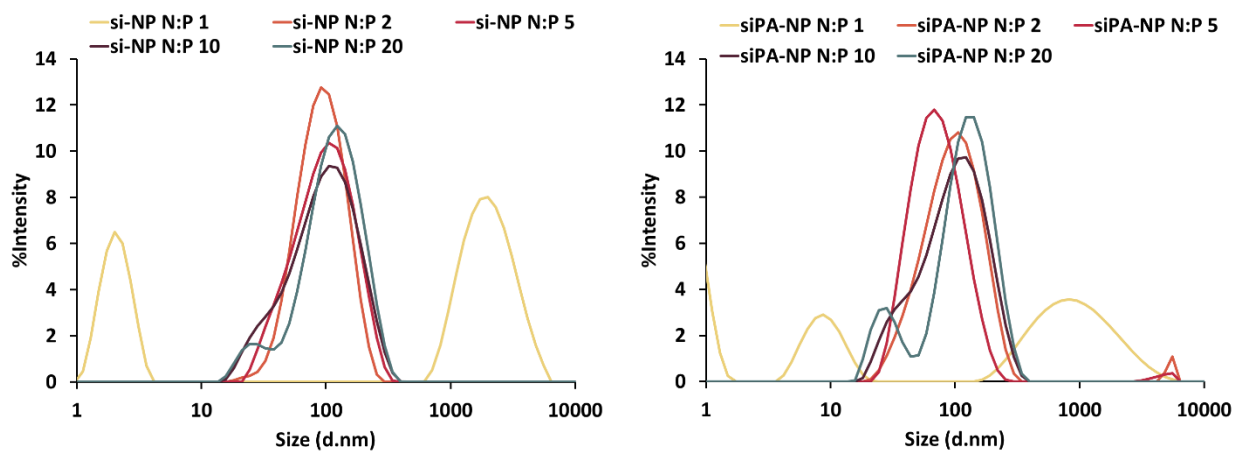 si-NP N:P 1 si-NP N:P 2 si-NP N:P 5
si-NP N:P 10 si-NP N:P 20
14
12
10
8
6
4
2
0
%Intensity
1 10 100 1000 10000
Size (d.nm)
siPA-NP N:P 1 siPA-NP N:P 2 siPA-NP N:P 5
siPA-NP N:P 10 siPA-NP N:P 20
14
12
10
8
6
4
2
0
%Intensity
1 10 100 1000 10000
Size (d.nm)